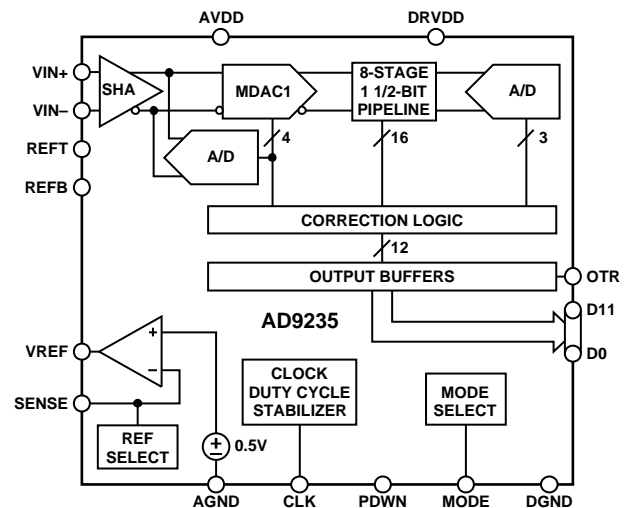 AVDD
DRVDD
VIN+
SHA
MDAC1
8-STAGE
1 1/2-BIT
PIPELINE
A/D
VIN–
REFT
A/D
4
16
3
REFB
CORRECTION LOGIC
12
OUTPUT BUFFERS
OTR
D11
AD9235
VREF
+
–
D0
CLOCK
DUTY CYCLE
STABILIZER
MODE
SELECT
SENSE
REF
SELECT
+
–
0.5V
AGND
CLK
PDWN
MODE
DGND